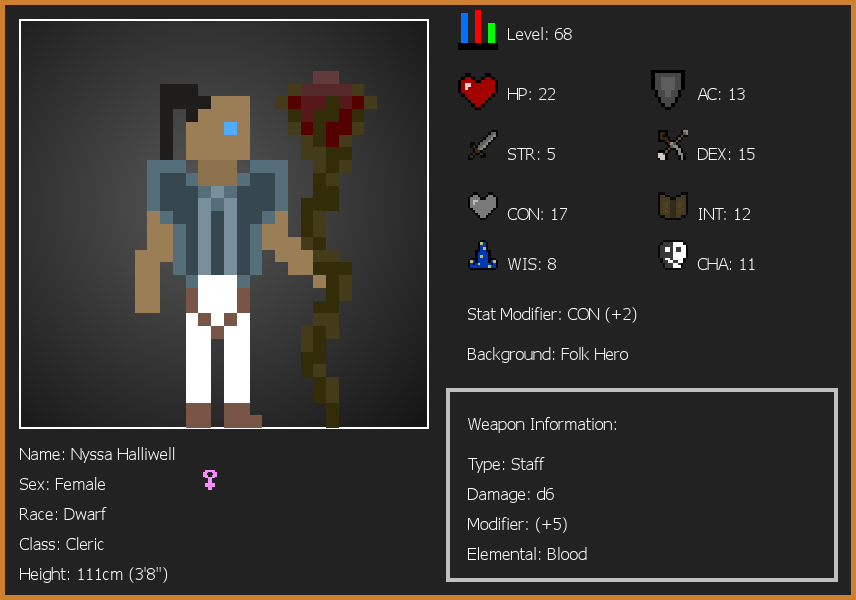 Level: 68
HP: 22
AC: 13
STR: 5
DEX: 15
CON: 17
INT: 12
WIS: 8
CHA: 11
Stat Modifier: CON (+2)
Background: Folk Hero
Weapon Information:
Type: Staff
Damage: d6
Modifier: (+5)
Elemental: Blood
Name: Nyssa Halliwell
Sex: Female
Race: Dwarf
Class: Cleric
Height: 111cm (3'8")